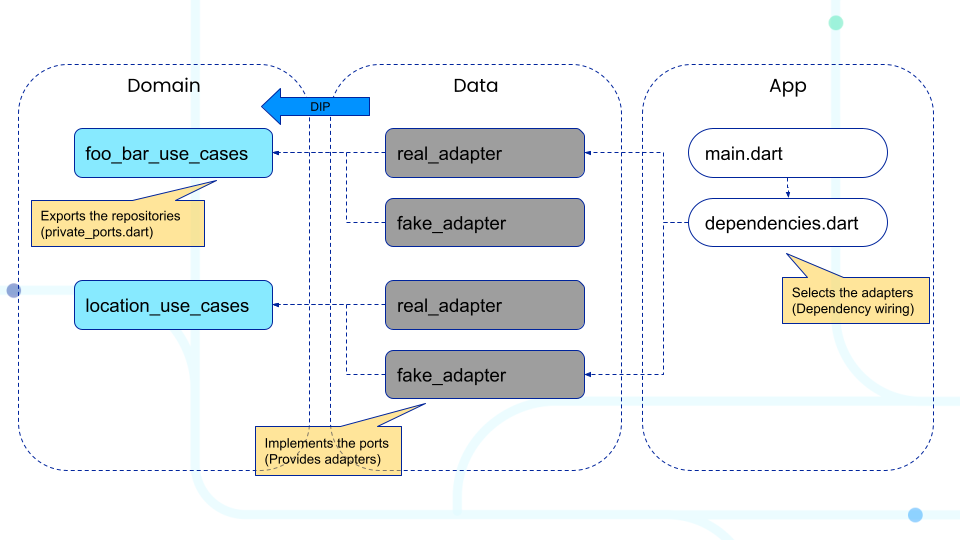 Domain
Data
App
DIP
foo_bar_use_cases
real_adapter
main.dart
Exports the repositories
(private_ports.dart)
fake_adapter
dependencies.dart
location_use_cases
real_adapter
Selects the adapters
(Dependency wiring)
fake_adapter
Implements the ports
(Provides adapters)